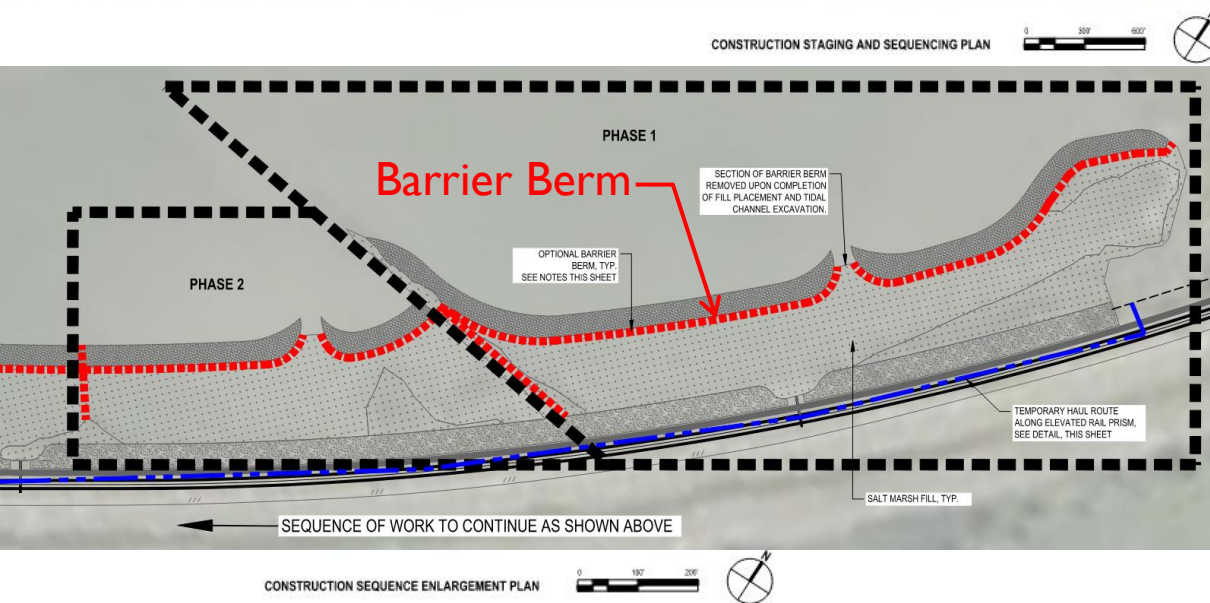 CONSTRUCTION STAGING AND SEQUENCING PLAN
0 300' 600'
PHASE 1
Barrier Berm
SECTION OF BARRIER BERM
REMOVED UPON COMPLETION
OF FILL PLACEMENT AND TIDAL
CHANNEL EXCAVATION.
OPTIONAL BARRIER
BERM, TYP.
SEE NOTES THIS SHEET
PHASE 2
TEMPORARY HAUL ROUTE
ALONG ELEVATED RAIL PRISM,
SEE DETAIL, THIS SHEET
SALT MARSH FILL, TYP.
SEQUENCE OF WORK TO CONTINUE AS SHOWN ABOVE
CONSTRUCTION SEQUENCE ENLARGEMENT PLAN
0 100' 200'
N